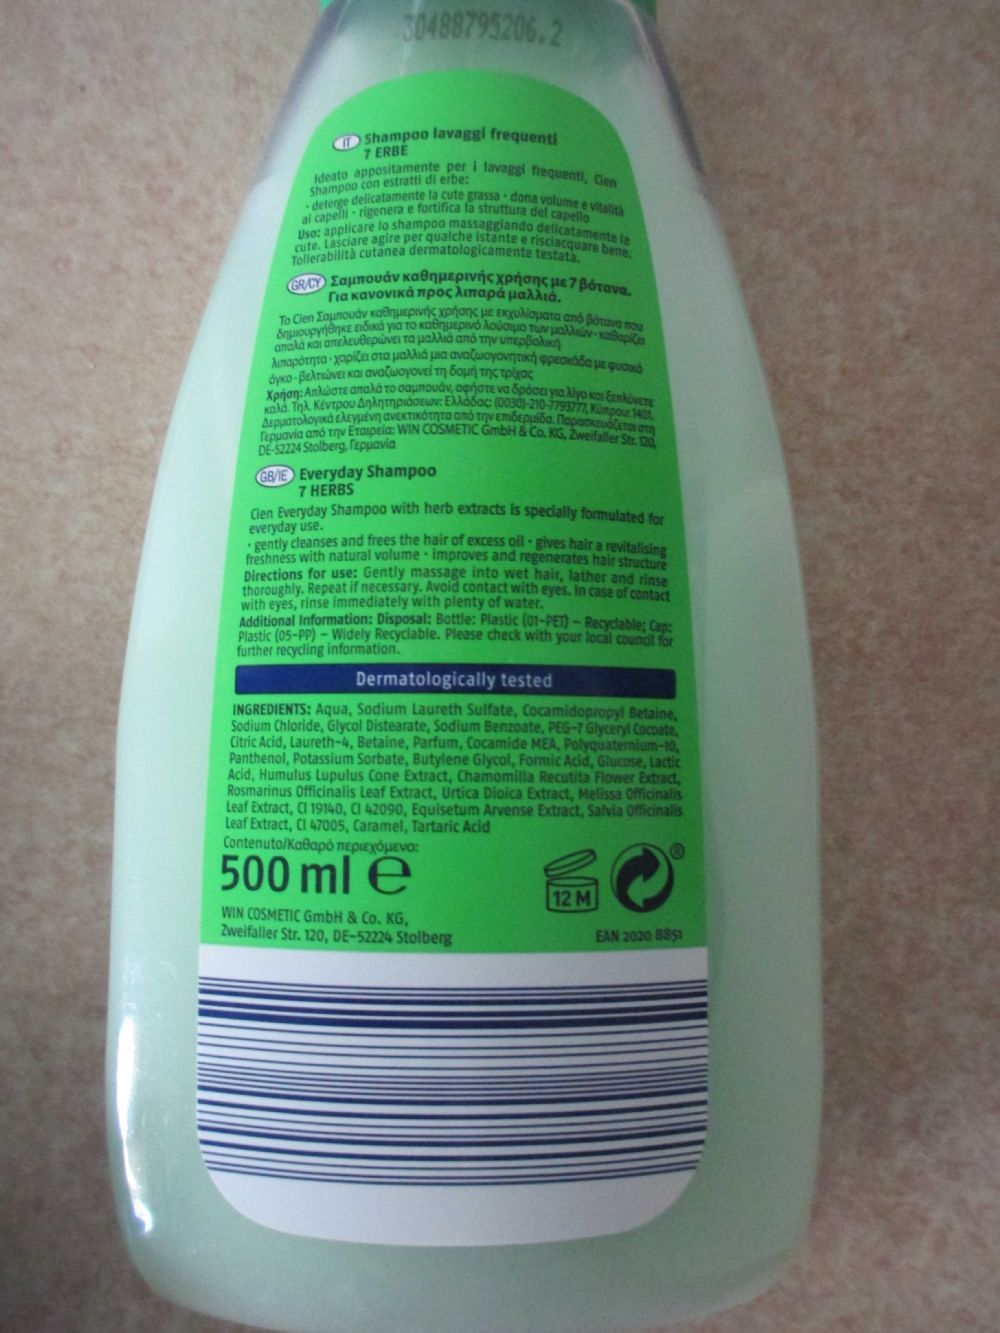 30488795206.2
IT Shampoo lavaggi frequenti
7 ERBE
Ideato appositamente per i lavaggi frequenti, Cien
Shampoo con estratti di erbe:
· deterge delicatamente la cute grassa · dona volume e vitalità
ai capelli · rigenera e fortifica la struttura del capello
Uso: applicare lo shampoo massaggiando delicatamente la
cute. Lasciare agire per qualche istante e risciacquare bene.
Tollerabilità cutanea dermatologicamente testata.
GR/CY Σαμπουάν καθημερινής χρήσης με 7 βότανα.
Για κανονικά προς λιπαρά μαλλιά.
Το Cien Σαμπουάν καθημερινής χρήσης με εκχυλίσματα από βότανα που
δημιουργήθηκε ειδικά για το καθημερινό λούσιμο των μαλλιών · καθαρίζει
απαλά και απελευθερώνει τα μαλλιά από την υπερβολική
λιπαρότητα · χαρίζει στα μαλλιά μια αναζωογονητική φρεσκάδα με φυσικό
όγκο · βελτιώνει και αναζωογονεί τη δομή της τρίχας
Χρήση: Απλώστε απαλά το σαμπουάν, αφήστε να δράσει για λίγο και ξεπλύνετε
καλά. Τηλ. Κέντρου Δηλητηριάσεων: Ελλάδας: (0030)-210-7793777, Κύπρου: 1401.
Δερματολογικά ελεγμένη ανεκτικότητα από την επιδερμίδα. Παρασκευάζεται στη
Γερμανία από την Εταιρεία: WIN COSMETIC GmbH & Co. KG, Zweifaller Str. 120,
DE-52224 Stolberg, Γερμανία
GB/IE Everyday Shampoo
7 HERBS
Cien Everyday Shampoo with herb extracts is specially formulated for
everyday use.
· gently cleanses and frees the hair of excess oil · gives hair a revitalising
freshness with natural volume · improves and regenerates hair structure
Directions for use: Gently massage into wet hair, lather and rinse
thoroughly. Repeat if necessary. Avoid contact with eyes. In case of contact
with eyes, rinse immediately with plenty of water.
Additional Information: Disposal: Bottle: Plastic (01-PET) – Recyclable; Cap:
Plastic (05-PP) – Widely Recyclable. Please check with your local council for
further recycling information.
Dermatologically tested
INGREDIENTS: Aqua, Sodium Laureth Sulfate, Cocamidopropyl Betaine,
Sodium Chloride, Glycol Distearate, Sodium Benzoate, PEG-7 Glyceryl Cocoate,
Citric Acid, Laureth-4, Betaine, Parfum, Cocamide MEA, Polyquaternium-10,
Panthenol, Potassium Sorbate, Butylene Glycol, Formic Acid, Glucose, Lactic
Acid, Humulus Lupulus Cone Extract, Chamomilla Recutita Flower Extract,
Rosmarinus Officinalis Leaf Extract, Urtica Dioica Extract, Melissa Officinalis
Leaf Extract, CI 19140, CI 42090, Equisetum Arvense Extract, Salvia Officinalis
Leaf Extract, CI 47005, Caramel, Tartaric Acid
Contenuto/Καθαρό περιεχόμενο:
500 ml e
12 M
®
WIN COSMETIC GmbH & Co. KG,
Zweifaller Str. 120, DE-52224 Stolberg
EAN 2020 8851